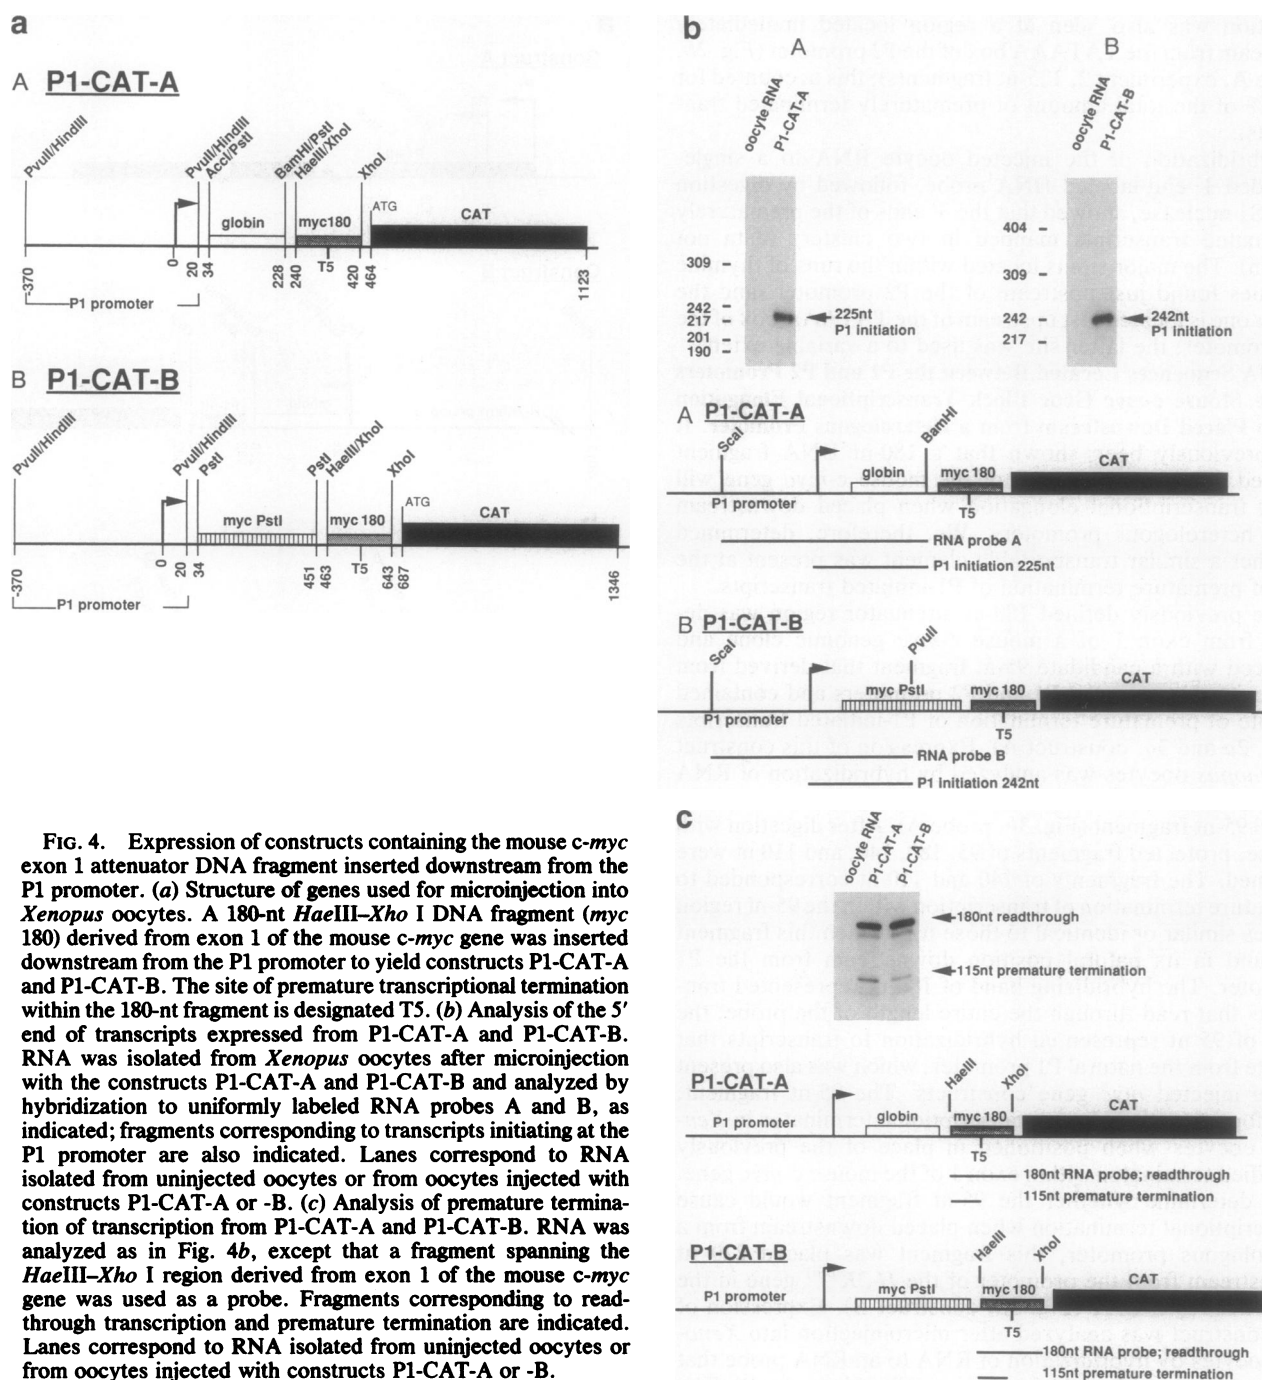 a
A P1-CAT-A
PvuII/HindIII
PvuII/HindIII
AccI/PstI
BamHI/PstI
HaeIII/XhoI
XhoI
globin
myc180
ATG
CAT
T5
-370
0
20
34
228
240
420
464
1123
P1 promoter
B P1-CAT-B
PvuII/HindIII
PvuII/HindIII
PstI
PstI
HaeIII/XhoI
XhoI
myc PstI
myc 180
ATG
CAT
T5
-370
0
20
34
451
463
643
687
1346
P1 promoter
b
A
oocyte RNA
P1-CAT-A
309
242
217
201
190
225nt
P1 initiation
B
oocyte RNA
P1-CAT-B
404
309
242
217
242nt
P1 initiation
A P1-CAT-A
ScaI
BamHI
globin
myc 180
CAT
P1 promoter
T5
RNA probe A
P1 initiation 225nt
B P1-CAT-B
ScaI
PvuII
myc PstI
myc 180
CAT
P1 promoter
T5
RNA probe B
P1 initiation 242nt
c
oocyte RNA
P1-CAT-A
P1-CAT-B
180nt readthrough
115nt premature termination
P1-CAT-A
HaeIII
XhoI
P1 promoter
globin
myc 180
CAT
T5
180nt RNA probe; readthrough
115nt premature termination
P1-CAT-B
HaeIII
XhoI
P1 promoter
myc PstI
myc 180
CAT
T5
180nt RNA probe; readthrough
115nt premature termination
FIG. 4. Expression of constructs containing the mouse c-myc
exon 1 attenuator DNA fragment inserted downstream from the
P1 promoter. (a) Structure of genes used for microinjection into
Xenopus oocytes. A 180-nt HaeIII–Xho I DNA fragment (myc
180) derived from exon 1 of the mouse c-myc gene was inserted
downstream from the P1 promoter to yield constructs P1-CAT-A
and P1-CAT-B. The site of premature transcriptional termination
within the 180-nt fragment is designated T5. (b) Analysis of the 5′
end of transcripts expressed from P1-CAT-A and P1-CAT-B.
RNA was isolated from Xenopus oocytes after microinjection
with the constructs P1-CAT-A and P1-CAT-B and analyzed by
hybridization to uniformly labeled RNA probes A and B, as
indicated; fragments corresponding to transcripts initiating at the
P1 promoter are also indicated. Lanes correspond to RNA
isolated from uninjected oocytes or from oocytes injected with
constructs P1-CAT-A or -B. (c) Analysis of premature termina-
tion of transcription from P1-CAT-A and P1-CAT-B. RNA was
analyzed as in Fig. 4b, except that a fragment spanning the
HaeIII–Xho I region derived from exon 1 of the mouse c-myc
gene was used as a probe. Fragments corresponding to read-
through transcription and premature termination are indicated.
Lanes correspond to RNA isolated from uninjected oocytes or
from oocytes injected with constructs P1-CAT-A or -B.